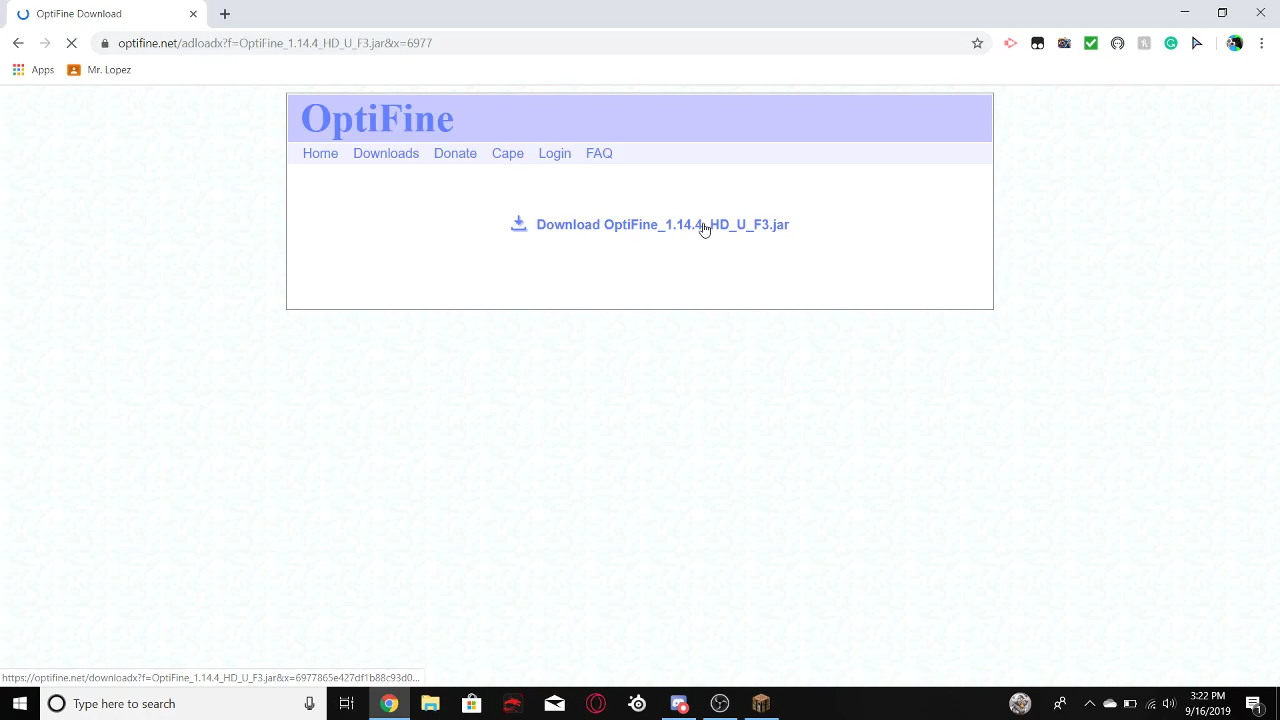 OptiFine Download
optifine.net/adloadx?f=OptiFine_1.14.4_HD_U_F3.jar&x=6977
Apps Mr. Lopez
OptiFine
Home Downloads Donate Cape Login FAQ
Download OptiFine_1.14.4_HD_U_F3.jar
https://optifine.net/downloadx?f=OptiFine_1.14.4_HD_U_F3.jar&x=6977865e427df1b88c93d0...
Type here to search
3:22 PM
9/16/2019
1